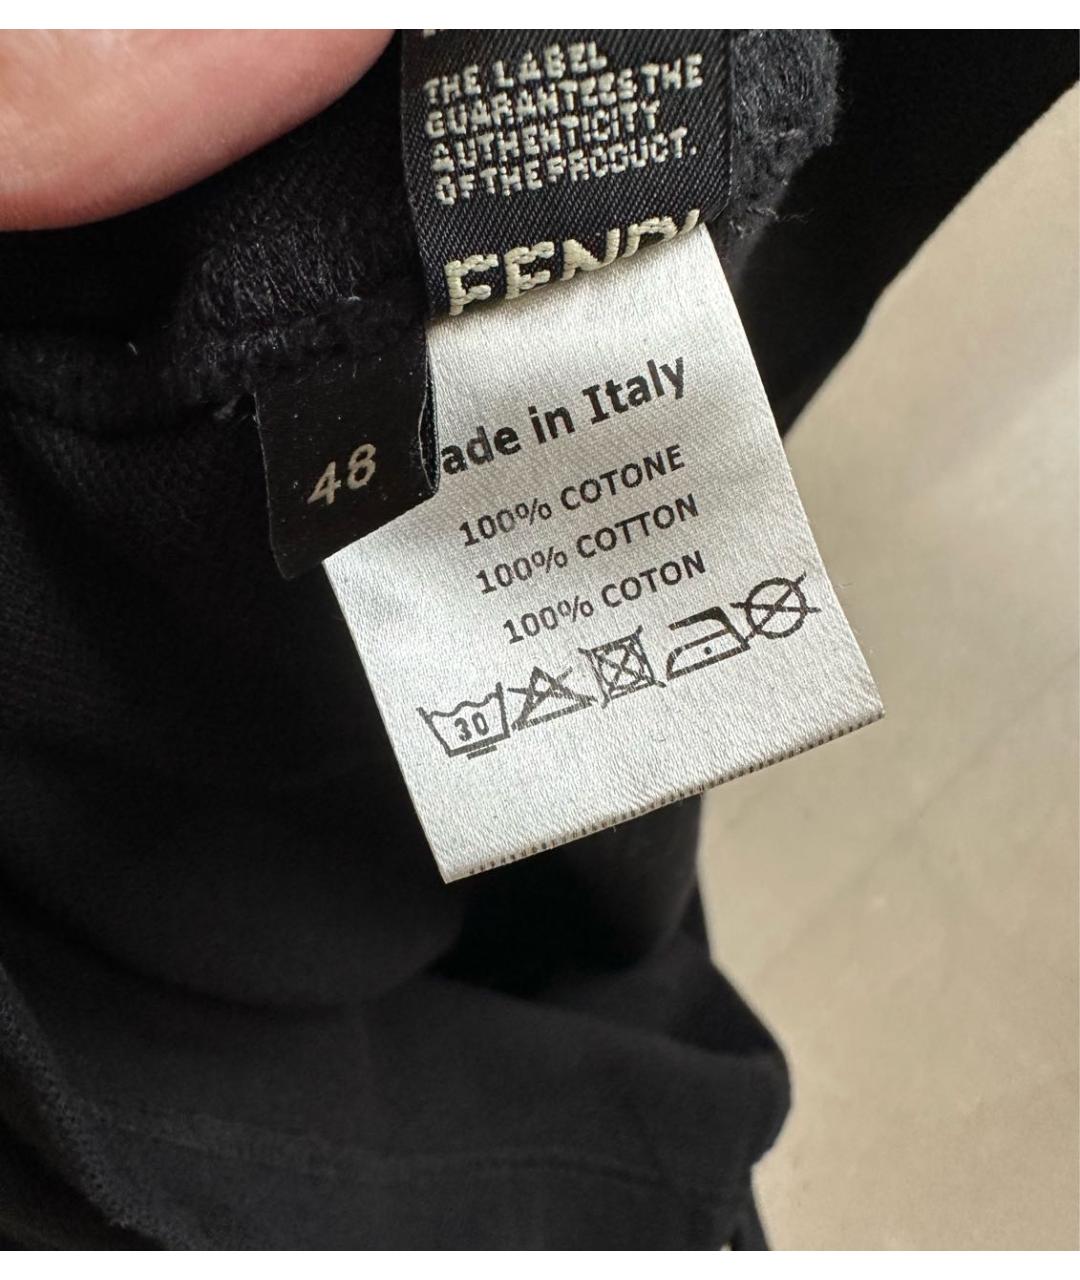 THE LABEL
GUARANTEES THE
AUTHENTICITY
OF THE PRODUCT.
FENDI
48
ade in Italy
100% COTONE
100% COTTON
100% COTON
30